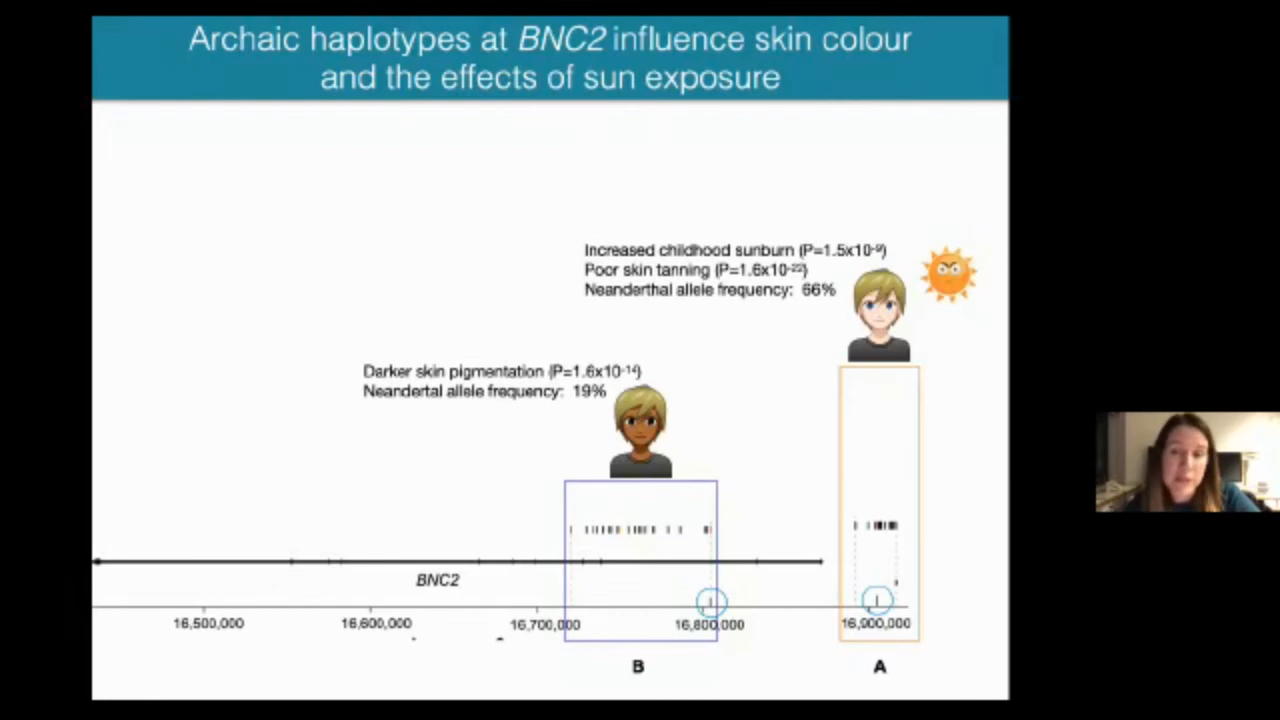 Archaic haplotypes at BNC2 influence skin colour
and the effects of sun exposure
Increased childhood sunburn (P=1.5x10⁻⁹)
Poor skin tanning (P=1.6x10⁻²²)
Neanderthal allele frequency: 66%
Darker skin pigmentation (P=1.6x10⁻¹⁴)
Neandertal allele frequency: 19%
BNC2
16,500,000 16,600,000 16,700,000 16,800,000 16,900,000
B A